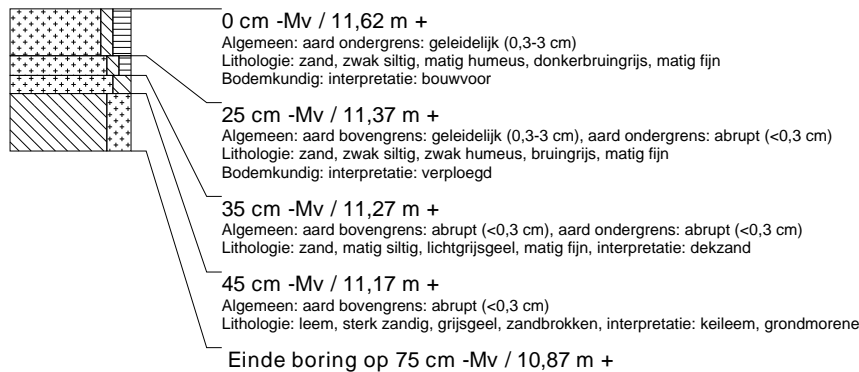 0 cm -Mv / 11,62 m +
Algemeen: aard ondergrens: geleidelijk (0,3-3 cm)
Lithologie: zand, zwak siltig, matig humeus, donkerbruingrijs, matig fijn
Bodemkundig: interpretatie: bouwvoor
25 cm -Mv / 11,37 m +
Algemeen: aard bovengrens: geleidelijk (0,3-3 cm), aard ondergrens: abrupt (<0,3 cm)
Lithologie: zand, zwak siltig, zwak humeus, bruingrijs, matig fijn
Bodemkundig: interpretatie: verploegd
35 cm -Mv / 11,27 m +
Algemeen: aard bovengrens: abrupt (<0,3 cm), aard ondergrens: abrupt (<0,3 cm)
Lithologie: zand, matig siltig, lichtgrijsgeel, matig fijn, interpretatie: dekzand
45 cm -Mv / 11,17 m +
Algemeen: aard bovengrens: abrupt (<0,3 cm)
Lithologie: leem, sterk zandig, grijsgeel, zandbrokken, interpretatie: keileem, grondmorene
Einde boring op 75 cm -Mv / 10,87 m +